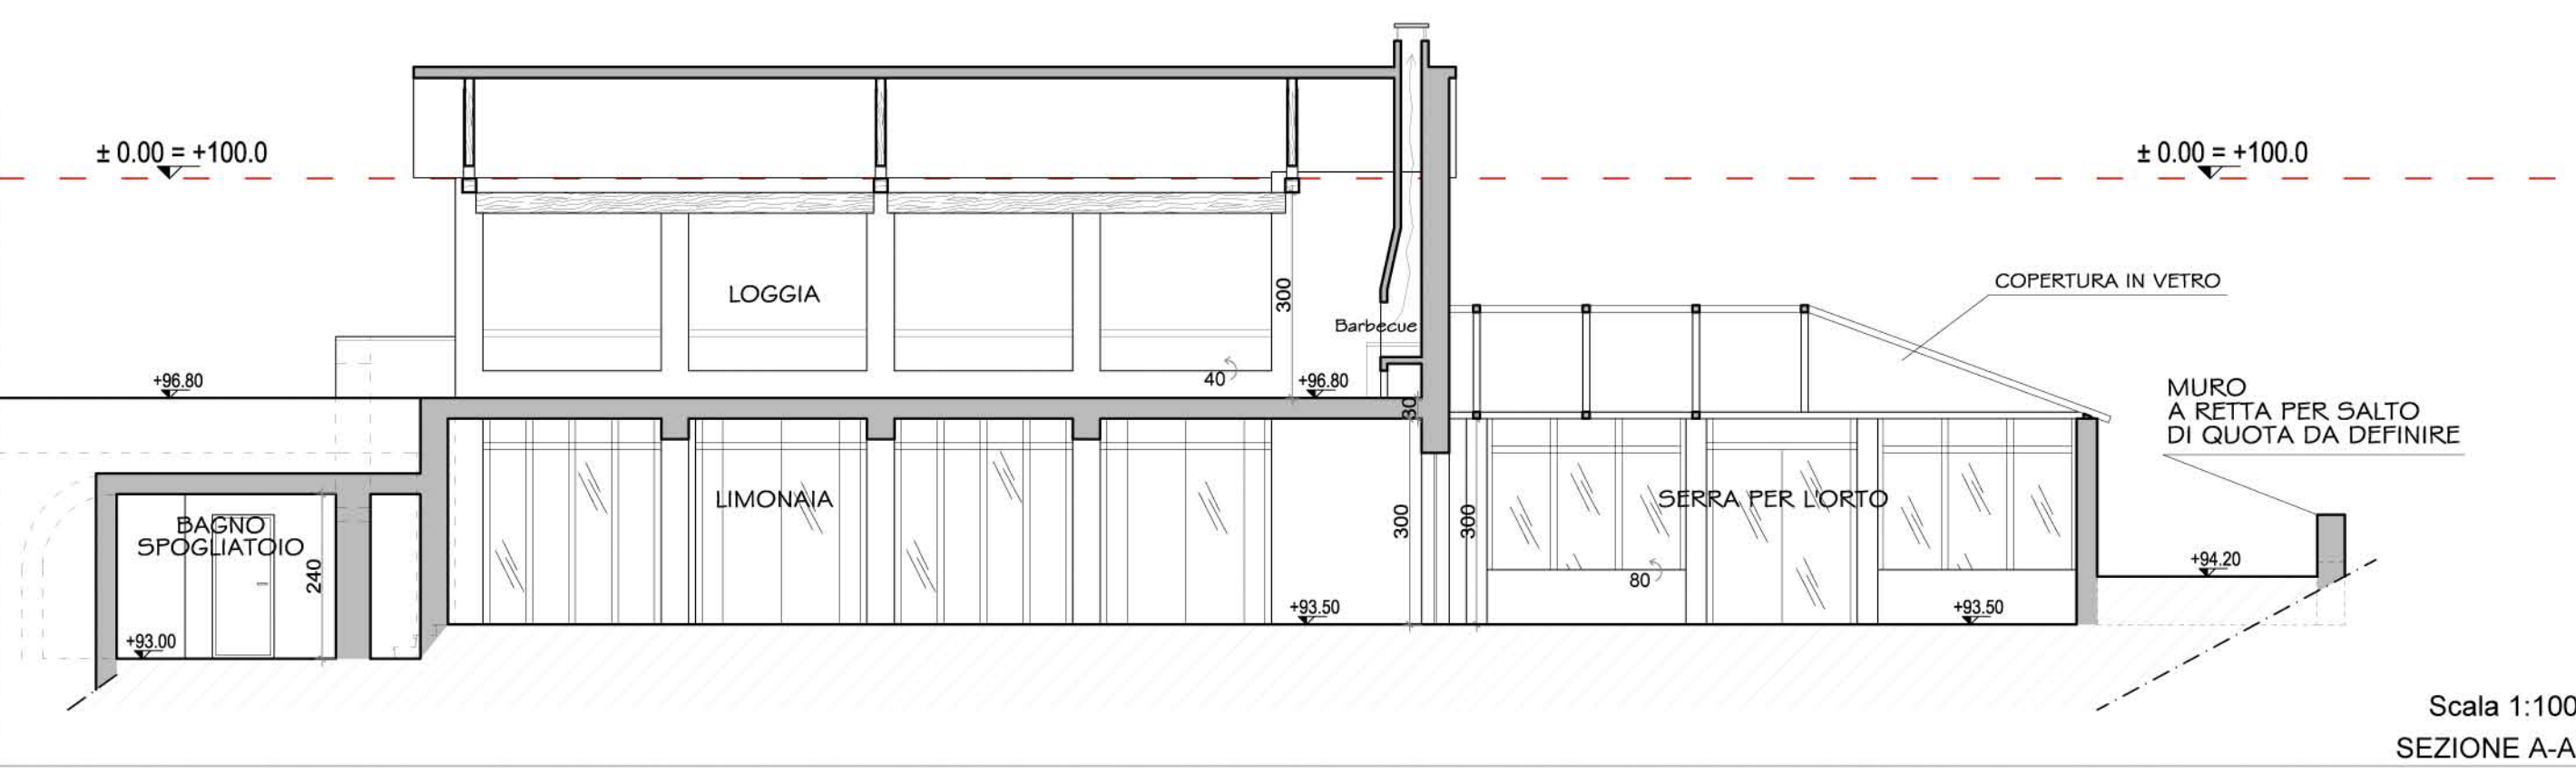 ± 0.00 = +100.0
± 0.00 = +100.0
COPERTURA IN VETRO
LOGGIA
300
Barbecue
+96.80
40
+96.80
30
MURO
A RETTA PER SALTO
DI QUOTA DA DEFINIRE
LIMONAIA
SERRA PER L'ORTO
BAGNO
SPOGLIATOIO
300
300
240
80
+94.20
+93.50
+93.50
+93.00
Scala 1:100
SEZIONE A-A